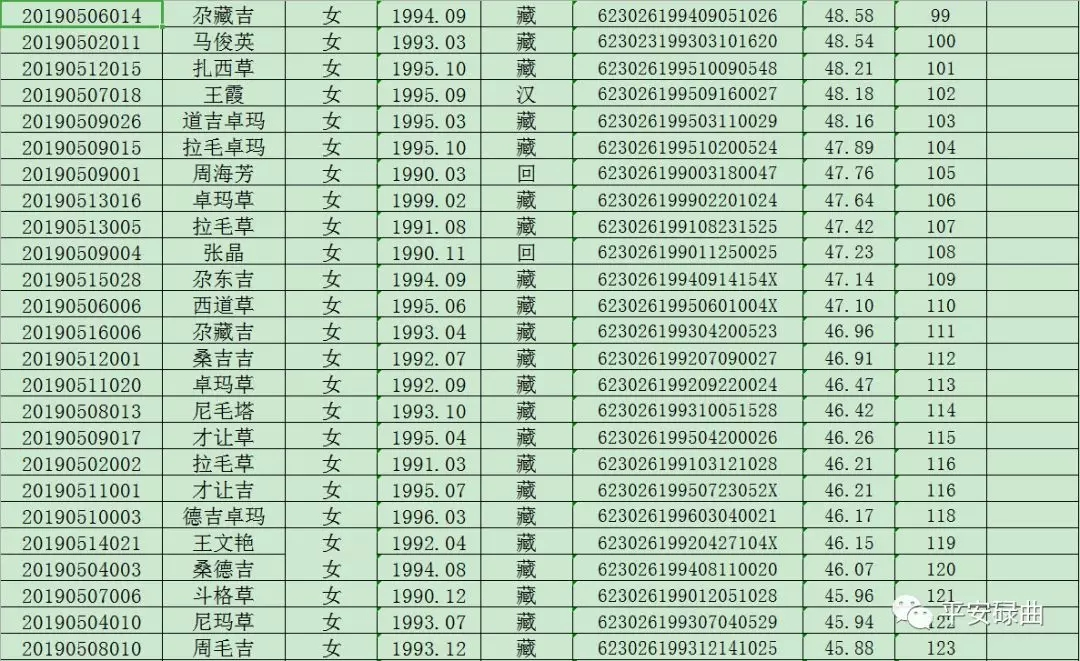 20190506014 尕藏吉 女 1994.09 藏 623026199409051026 48.58 99
20190502011 马俊英 女 1993.03 藏 623023199303101620 48.54 100
20190512015 扎西草 女 1995.10 藏 623026199510090548 48.21 101
20190507018 王霞 女 1995.09 汉 623026199509160027 48.18 102
20190509026 道吉卓玛 女 1995.03 藏 623026199503110029 48.16 103
20190509015 拉毛卓玛 女 1995.10 藏 623026199510200524 47.89 104
20190509001 周海芳 女 1990.03 回 623026199003180047 47.76 105
20190513016 卓玛草 女 1999.02 藏 623026199902201024 47.64 106
20190513005 拉毛草 女 1991.08 藏 623026199108231525 47.42 107
20190509004 张晶 女 1990.11 回 623026199011250025 47.23 108
20190515028 尕东吉 女 1994.09 藏 62302619940914154X 47.14 109
20190506006 西道草 女 1995.06 藏 62302619950601004X 47.10 110
20190516006 尕藏吉 女 1993.04 藏 623026199304200523 46.96 111
20190512001 桑吉吉 女 1992.07 藏 623026199207090027 46.91 112
20190511020 卓玛草 女 1992.09 藏 623026199209220024 46.47 113
20190508013 尼毛塔 女 1993.10 藏 623026199310051528 46.42 114
20190509017 才让草 女 1995.04 藏 623026199504200026 46.26 115
20190502002 拉毛草 女 1991.03 藏 623026199103121028 46.21 116
20190511001 才让吉 女 1995.07 藏 62302619950723052X 46.21 116
20190510003 德吉卓玛 女 1996.03 藏 623026199603040021 46.17 118
20190514021 王文艳 女 1992.04 藏 62302619920427104X 46.15 119
20190504003 桑德吉 女 1994.08 藏 623026199408110020 46.07 120
20190507006 斗格草 女 1990.12 藏 623026199012051028 45.96 121
20190504010 尼玛草 女 1993.07 藏 623026199307040529 45.94 122
20190508010 周毛吉 女 1993.12 藏 623026199312141025 45.88 123
平安碌曲